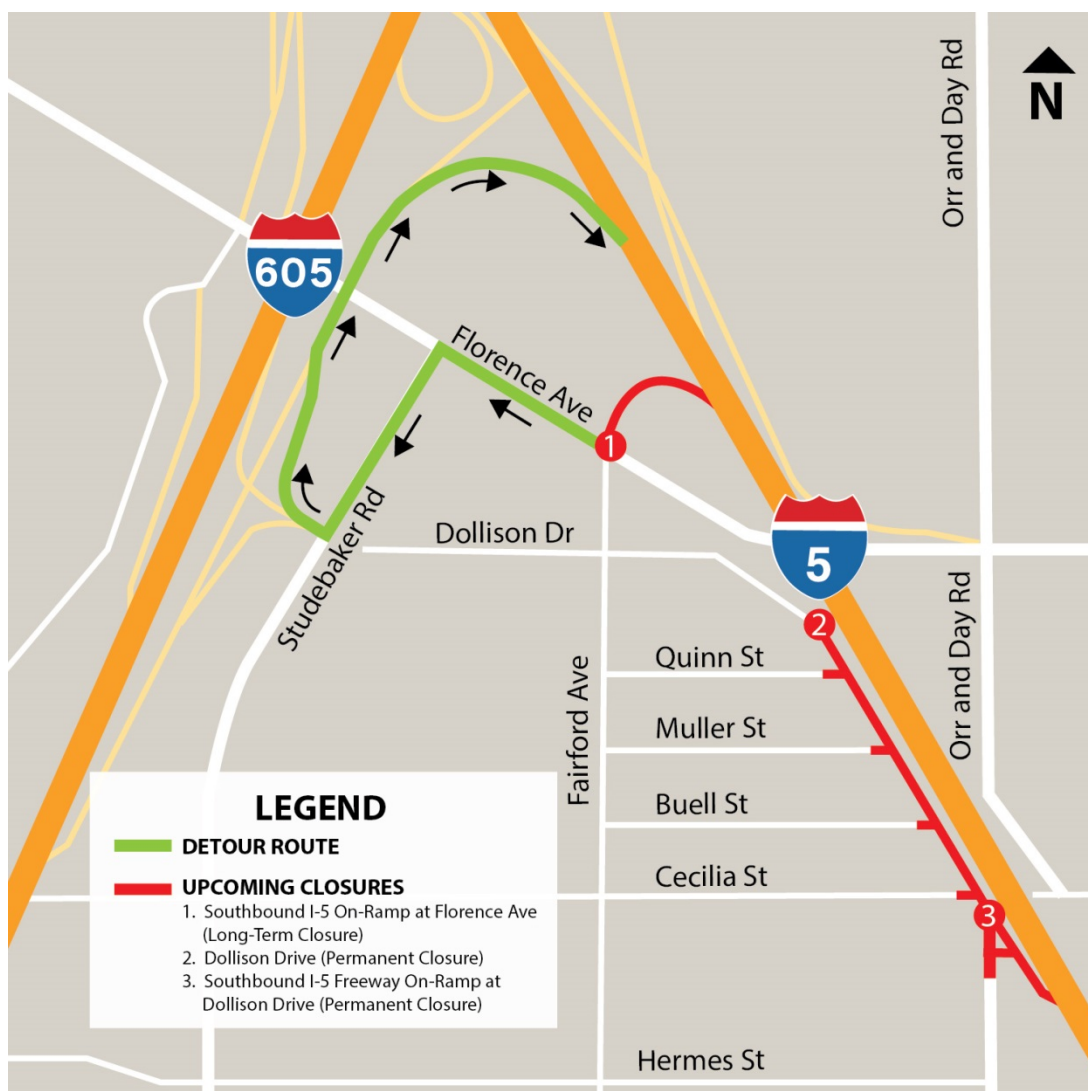 Orr and Day Rd
N
605
Florence Ave
1
Studebaker Rd
Dollison Dr
5
2
Orr and Day Rd
Fairford Ave
Quinn St
Muller St
Buell St
Cecilia St
3
Hermes St
LEGEND
DETOUR ROUTE
UPCOMING CLOSURES
1. Southbound I-5 On-Ramp at Florence Ave
(Long-Term Closure)
2. Dollison Drive (Permanent Closure)
3. Southbound I-5 Freeway On-Ramp at
Dollison Drive (Permanent Closure)